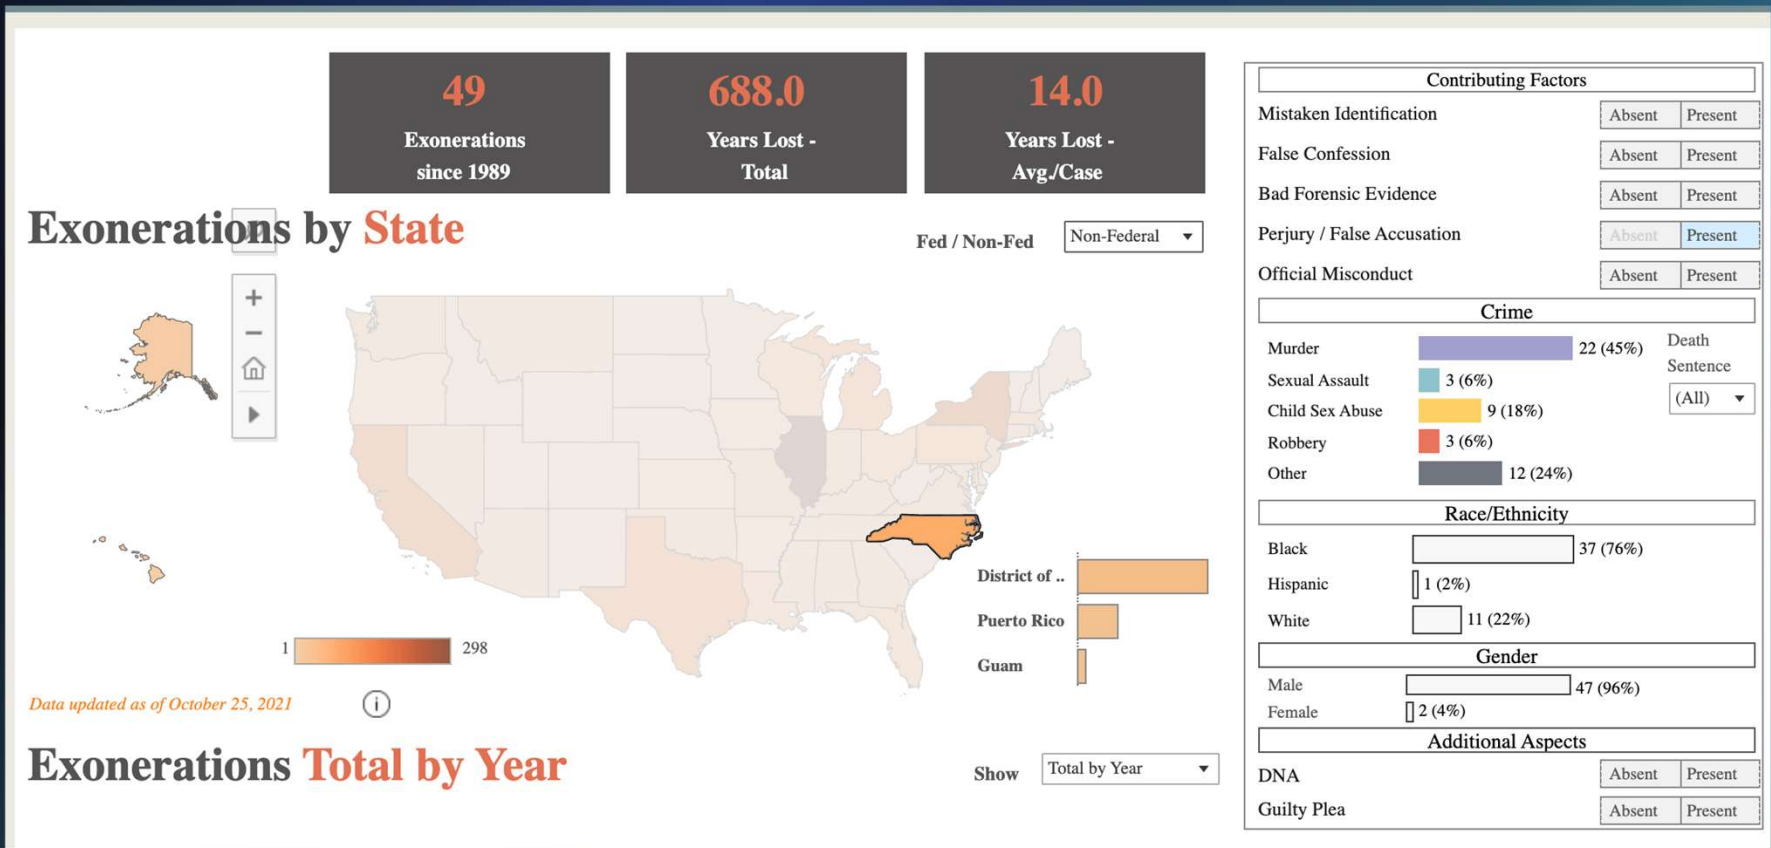 49
Exonerations
since 1989
688.0
Years Lost -
Total
14.0
Years Lost -
Avg./Case
Exonerations by State
Fed / Non-Fed
Non-Federal
+
−
District of ..
Puerto Rico
Guam
1
298
Data updated as of October 25, 2021
i
Exonerations Total by Year
Show
Total by Year
Contributing Factors
Mistaken Identification Absent Present
False Confession Absent Present
Bad Forensic Evidence Absent Present
Perjury / False Accusation Absent Present
Official Misconduct Absent Present
Crime
Murder 22 (45%)
Sexual Assault 3 (6%)
Child Sex Abuse 9 (18%)
Robbery 3 (6%)
Other 12 (24%)
Death
Sentence
(All)
Race/Ethnicity
Black 37 (76%)
Hispanic 1 (2%)
White 11 (22%)
Gender
Male 47 (96%)
Female 2 (4%)
Additional Aspects
DNA Absent Present
Guilty Plea Absent Present